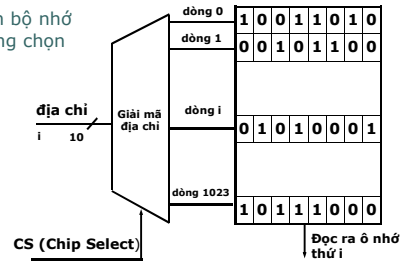 bộ nhớ
ng chọn
dòng 0
1 0 0 1 1 0 1 0
dòng 1
0 0 1 0 1 1 0 0
địa chỉ
i 10
Giải mã
địa chỉ
dòng i
0 1 0 1 0 0 0 1
dòng 1023
1 0 1 1 1 0 0 0
CS (Chip Select)
Đọc ra ô nhớ
thứ i